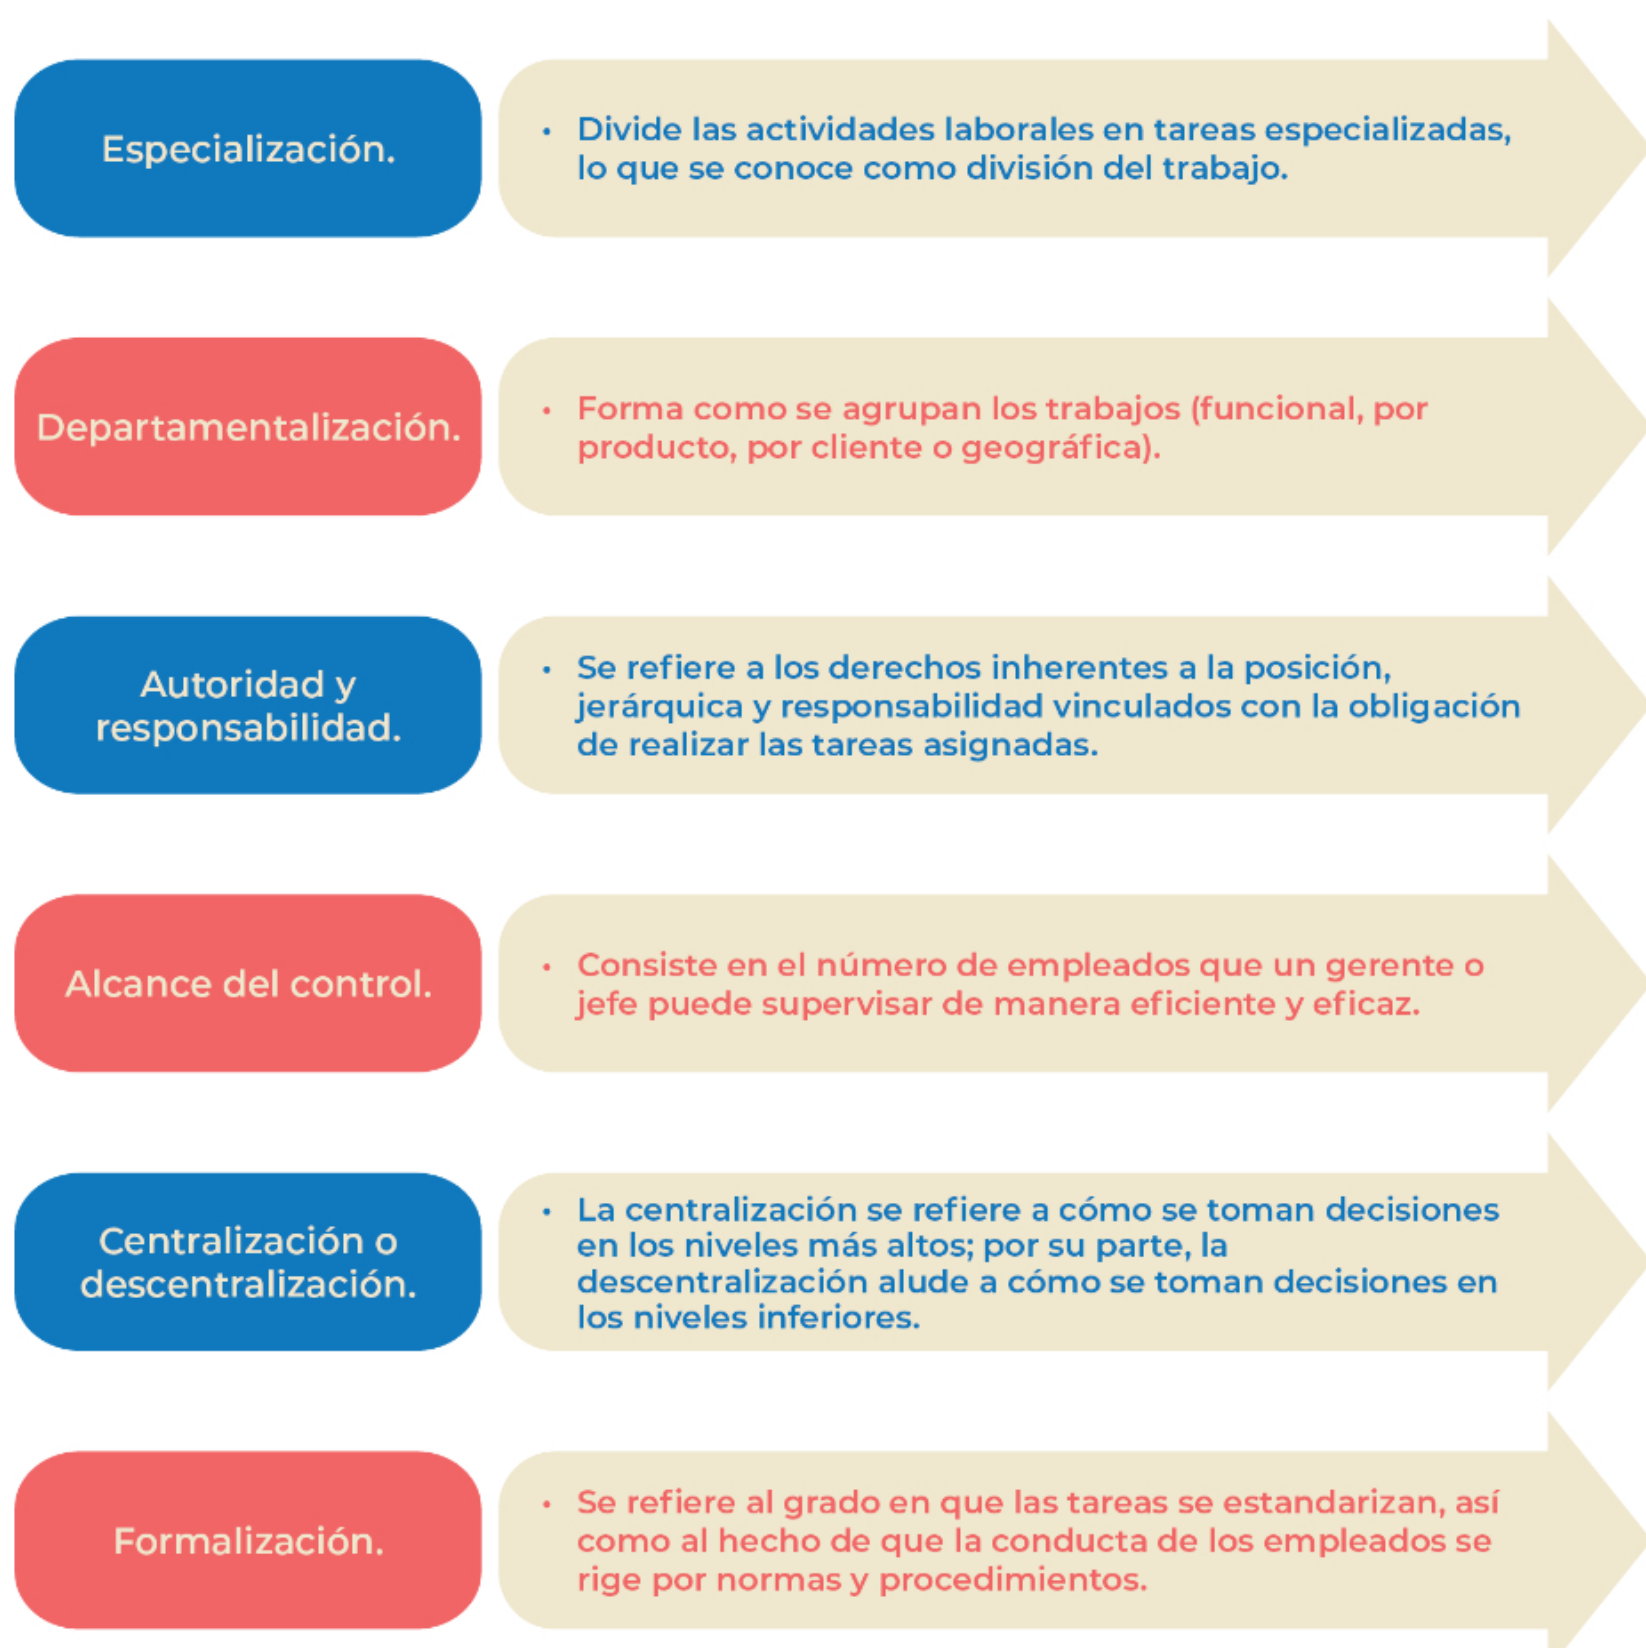 Especialización.
• Divide las actividades laborales en tareas especializadas,
lo que se conoce como división del trabajo.
Departamentalización.
• Forma como se agrupan los trabajos (funcional, por
producto, por cliente o geográfica).
Autoridad y
responsabilidad.
• Se refiere a los derechos inherentes a la posición,
jerárquica y responsabilidad vinculados con la obligación
de realizar las tareas asignadas.
Alcance del control.
• Consiste en el número de empleados que un gerente o
jefe puede supervisar de manera eficiente y eficaz.
Centralización o
descentralización.
• La centralización se refiere a cómo se toman decisiones
en los niveles más altos; por su parte, la
descentralización alude a cómo se toman decisiones en
los niveles inferiores.
Formalización.
• Se refiere al grado en que las tareas se estandarizan, así
como al hecho de que la conducta de los empleados se
rige por normas y procedimientos.